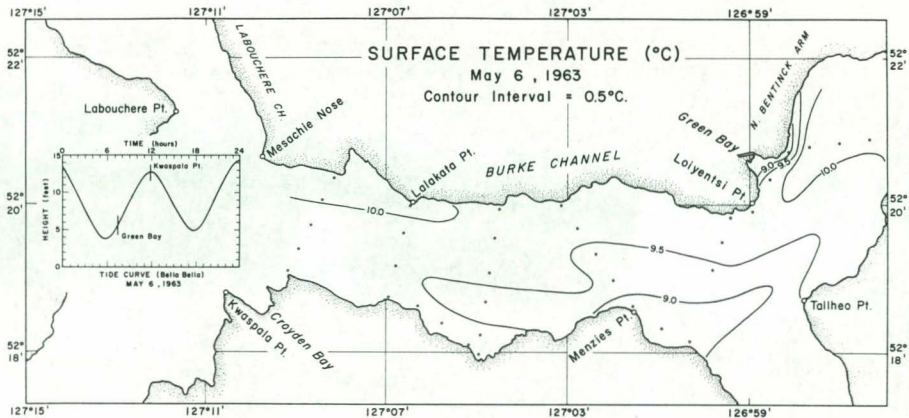 127°15' 127°11' 127°07' 127°03' 126°59'
SURFACE TEMPERATURE (°C)
May 6, 1963
Contour Interval = 0.5°C.
52°
22'
52°
22'
LABOUCHERE CH.
N. BENTINCK ARM
Labouchere Pt.
Mesachie Nose
Green Bay
Loiyentsi Pt.
Lalakata Pt.
BURKE CHANNEL
TIME (hours)
0 6 12 18 24
Kwaspala Pt.
HEIGHT (feet)
15
10
5
0
Green Bay
TIDE CURVE (Bella Bella)
MAY 6, 1963
9.0
9.5
10.0
10.0
52°
20'
52°
20'
9.5
9.0
Tallheo Pt.
Kwaspala Pt.
Croyden Bay
Menzies Pt.
52°
18'
52°
18'
127°15' 127°11' 127°07' 127°03' 126°59'